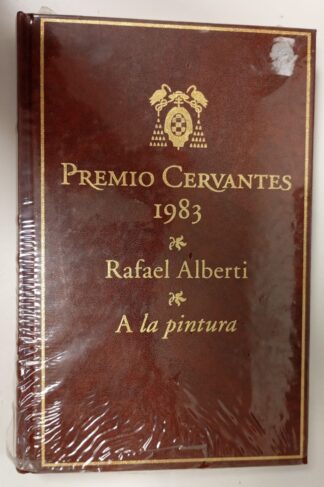 PREMIO CERVANTES
1983
Rafael Alberti
A la pintura